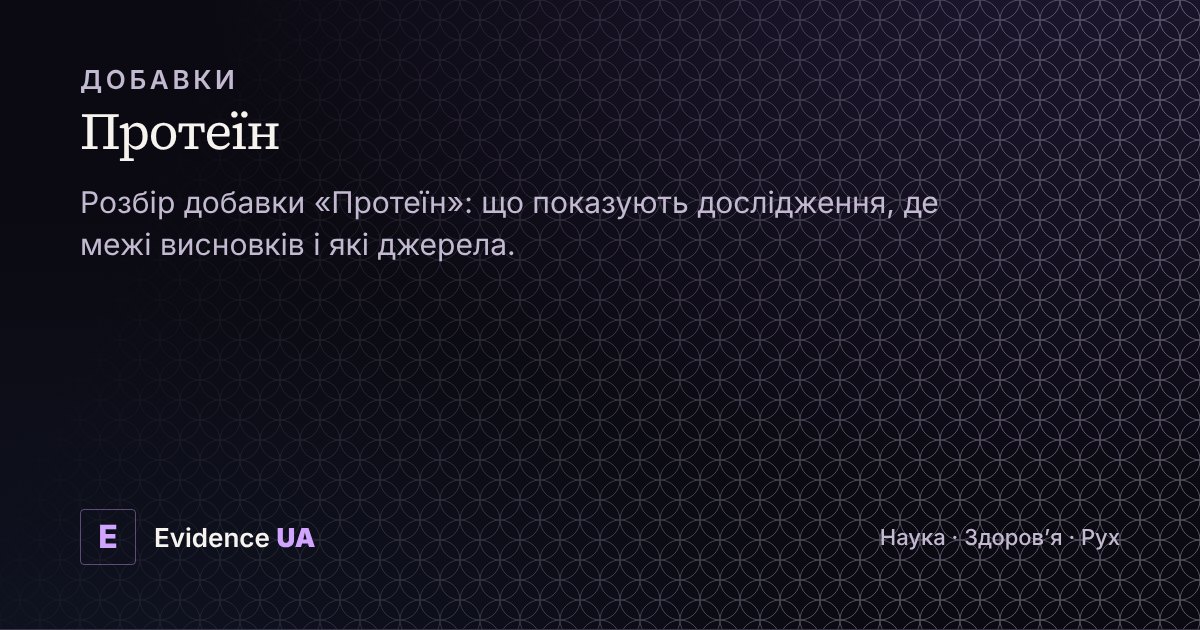 ДОБАВКИ
Протеїн
Розбір добавки «Протеїн»: що показують дослідження, де
межі висновків і які джерела.
E Evidence UA
Наука · Здоров’я · Рух